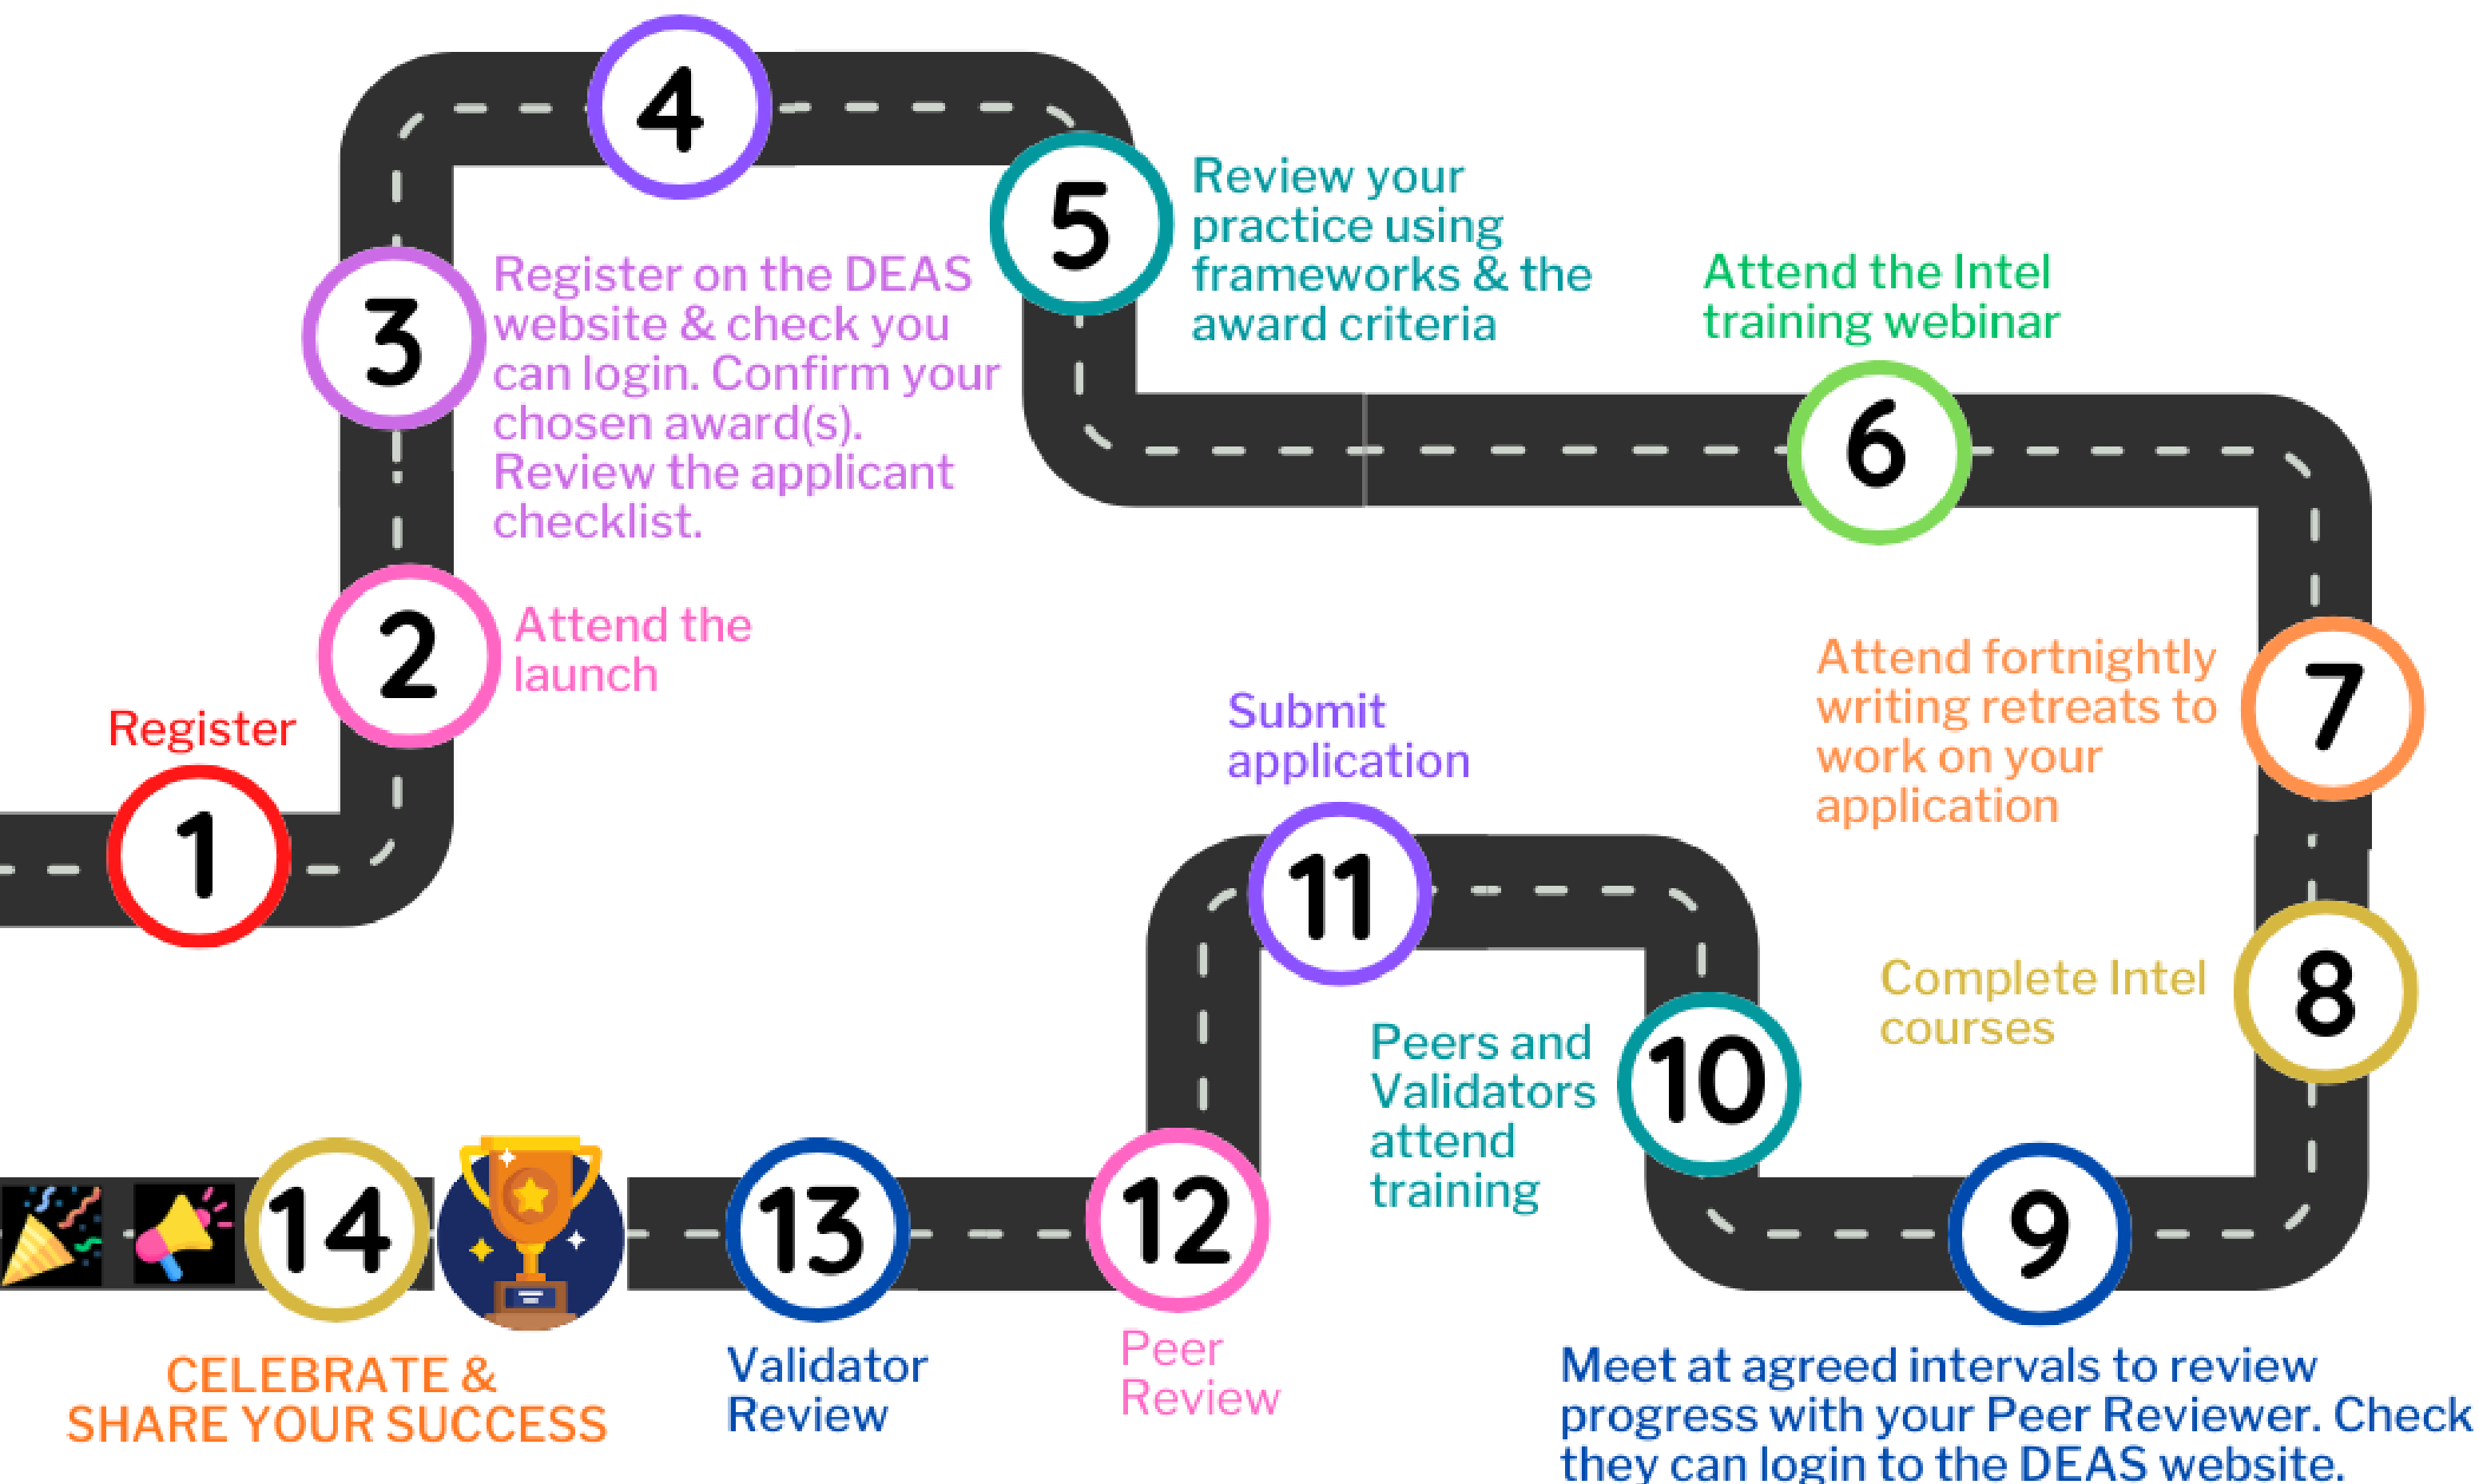 4
5
Review your
practice using
frameworks & the
award criteria
3
Register on the DEAS
website & check you
can login. Confirm your
chosen award(s).
Review the applicant
checklist.
Attend the Intel
training webinar
6
2
Attend the
launch
Register
1
Attend fortnightly
writing retreats to
work on your
application
7
Submit
application
11
Complete Intel
courses
8
Peers and
Validators
attend
training
10
14
13
12
9
CELEBRATE &
SHARE YOUR SUCCESS
Validator
Review
Peer
Review
Meet at agreed intervals to review
progress with your Peer Reviewer. Check
they can login to the DEAS website.